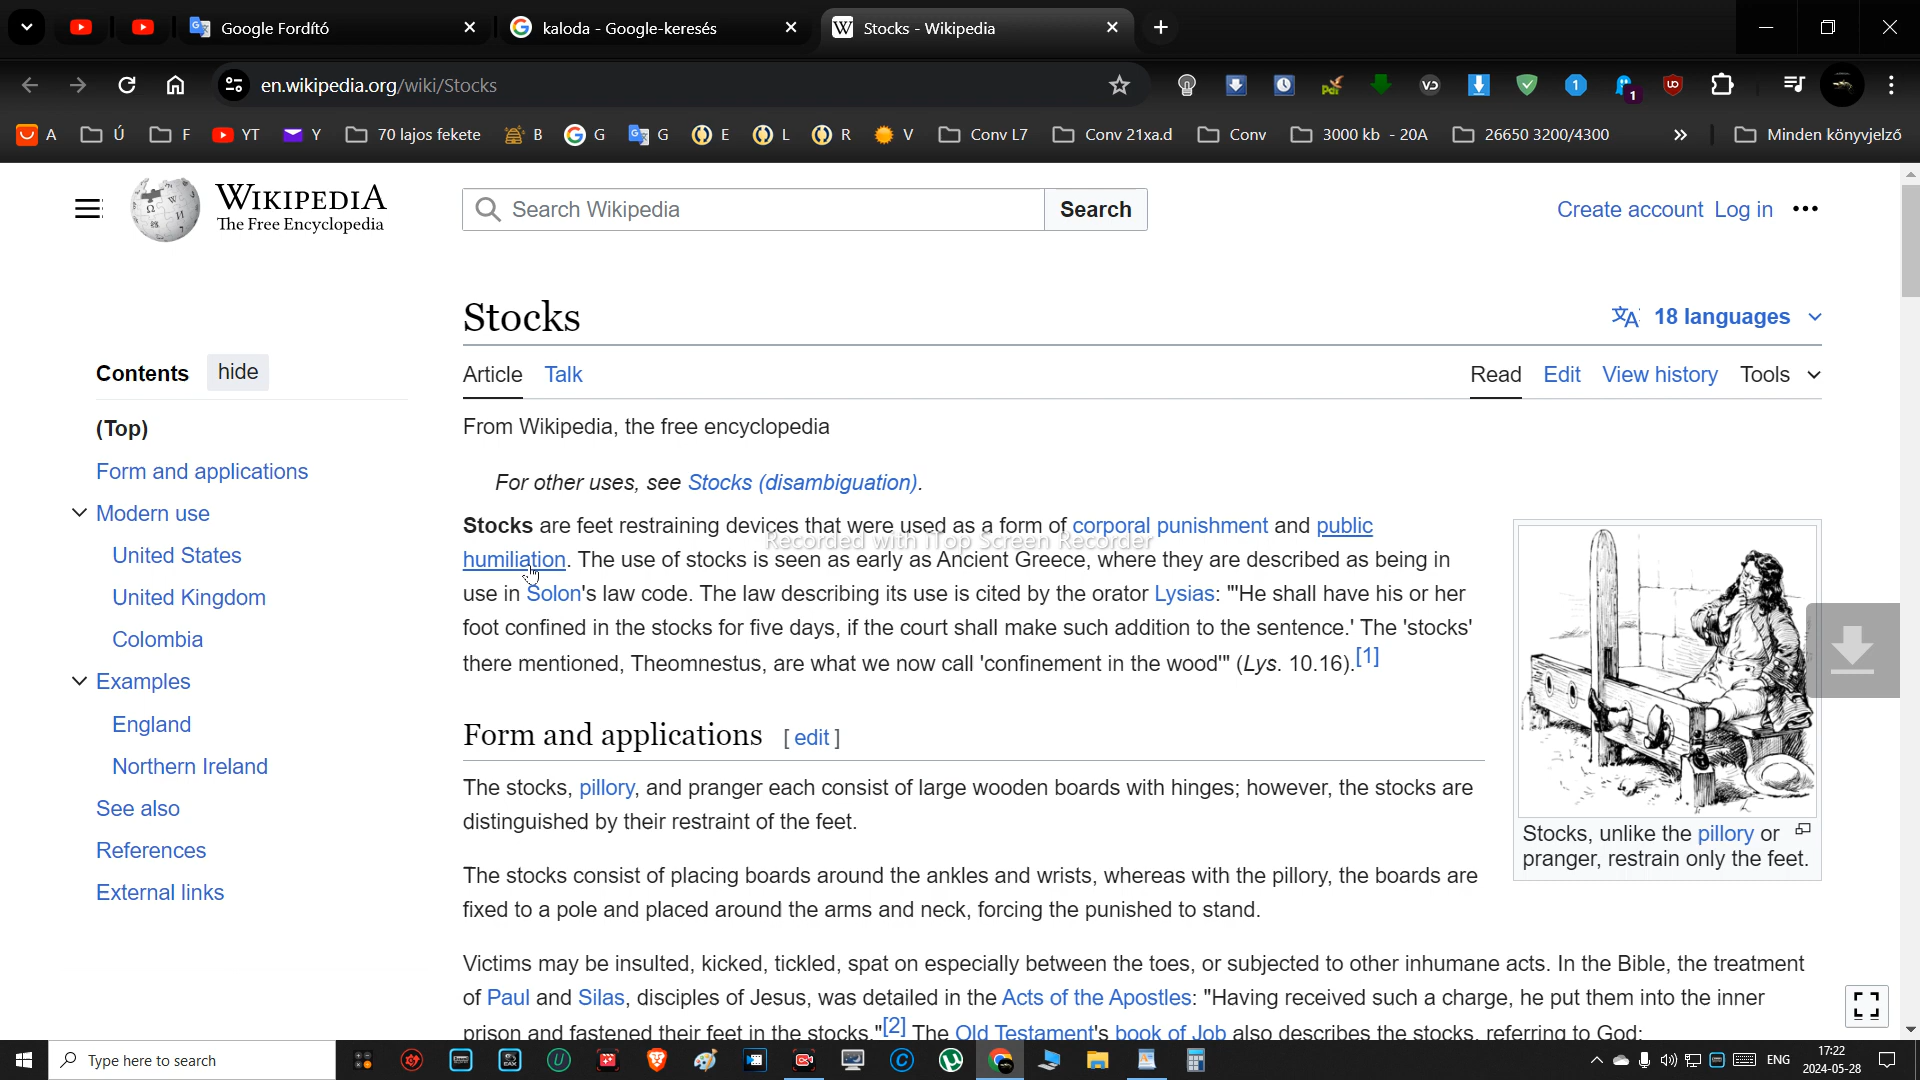 Google Fordító
kaloda - Google-keresés
Stocks - Wikipedia
en.wikipedia.org/wiki/Stocks
1
A Ú F YT Y 70 lajos fekete B G G E L R V Conv L7 Conv 21xa.d Conv 3000 kb - 20A 26650 3200/4300 » Minden könyvjelző
WIKIPEDIA
The Free Encyclopedia
Search Wikipedia
Search
Create account Log in
Stocks
18 languages
Contents hide
Article Talk
Read Edit View history Tools
(Top)
Form and applications
Modern use
United States
United Kingdom
Colombia
Examples
England
Northern Ireland
See also
References
External links
From Wikipedia, the free encyclopedia
For other uses, see Stocks (disambiguation).
Stocks are feet restraining devices that were used as a form of corporal punishment and public
Recorded with iTop Screen Recorder
humiliation. The use of stocks is seen as early as Ancient Greece, where they are described as being in
use in Solon's law code. The law describing its use is cited by the orator Lysias: "'He shall have his or her
foot confined in the stocks for five days, if the court shall make such addition to the sentence.' The 'stocks'
there mentioned, Theomnestus, are what we now call 'confinement in the wood'" (Lys. 10.16).[1]
Stocks, unlike the pillory or
pranger, restrain only the feet.
Form and applications [ edit ]
The stocks, pillory, and pranger each consist of large wooden boards with hinges; however, the stocks are
distinguished by their restraint of the feet.
The stocks consist of placing boards around the ankles and wrists, whereas with the pillory, the boards are
fixed to a pole and placed around the arms and neck, forcing the punished to stand.
Victims may be insulted, kicked, tickled, spat on especially between the toes, or subjected to other inhumane acts. In the Bible, the treatment
of Paul and Silas, disciples of Jesus, was detailed in the Acts of the Apostles: "Having received such a charge, he put them into the inner
prison and fastened their feet in the stocks."[2] The Old Testament's book of Job also describes the stocks, referring to God:
Type here to search
ENG
17:22
2024-05-28